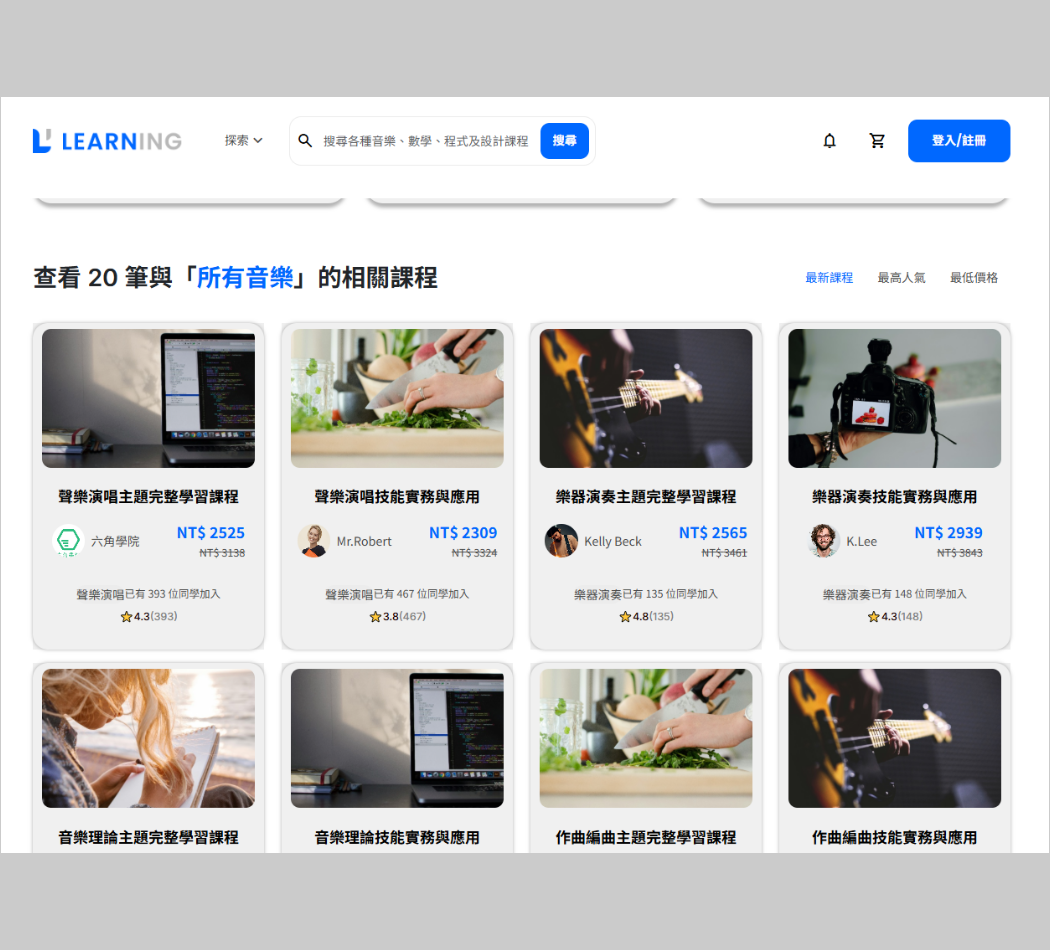 LEARNING
探索
搜尋各種音樂、數學、程式及設計課程
搜尋
登入/註冊
查看 20 筆與「所有音樂」的相關課程
最新課程
最高人氣
最低價格
聲樂演唱主題完整學習課程
六角學院
NT$ 2525
NT$ 3138
聲樂演唱已有 393 位同學加入
4.3(393)
聲樂演唱技能實務與應用
Mr.Robert
NT$ 2309
NT$ 3324
聲樂演唱已有 467 位同學加入
3.8(467)
樂器演奏主題完整學習課程
Kelly Beck
NT$ 2565
NT$ 3461
樂器演奏已有 135 位同學加入
4.8(135)
樂器演奏技能實務與應用
K.Lee
NT$ 2939
NT$ 3843
樂器演奏已有 148 位同學加入
4.3(148)
音樂理論主題完整學習課程
音樂理論技能實務與應用
作曲編曲主題完整學習課程
作曲編曲技能實務與應用